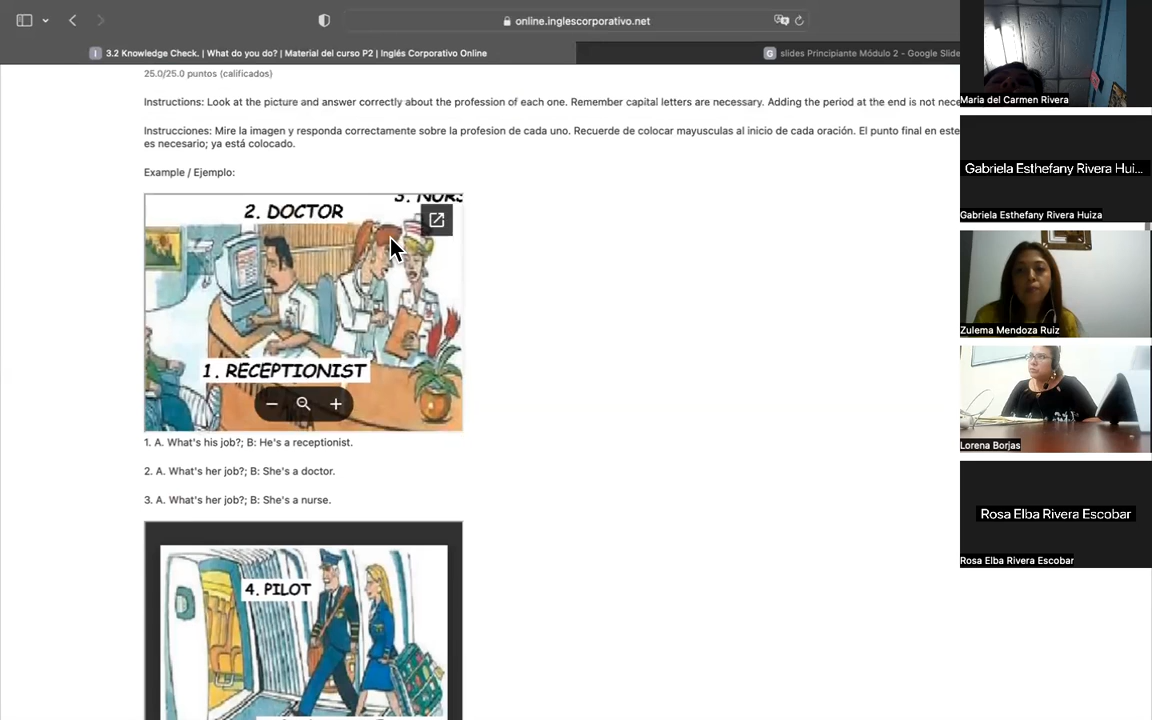 online.inglescorporativo.net
3.2 Knowledge Check. | What do you do? | Material del curso P2 | Inglés Corporativo Online
slides Principiante Módulo 2 - Google Slide
25.0/25.0 puntos (calificados)
Instructions: Look at the picture and answer correctly about the profession of each one. Remember capital letters are necessary. Adding the period at the end is not nece
Instrucciones: Mire la imagen y responda correctamente sobre la profesion de cada uno. Recuerde de colocar mayusculas al inicio de cada oración. El punto final en este
es necesario; ya está colocado.
Example / Ejemplo:
3. NURS
2. DOCTOR
1. RECEPTIONIST
1. A. What's his job?; B: He's a receptionist.
2. A. What's her job?; B: She's a doctor.
3. A. What's her job?; B: She's a nurse.
4. PILOT
Maria del Carmen Rivera
Gabriela Esthefany Rivera Hui...
Gabriela Esthefany Rivera Huiza
Zulema Mendoza Ruiz
Lorena Borjas
Rosa Elba Rivera Escobar
Rosa Elba Rivera Escobar